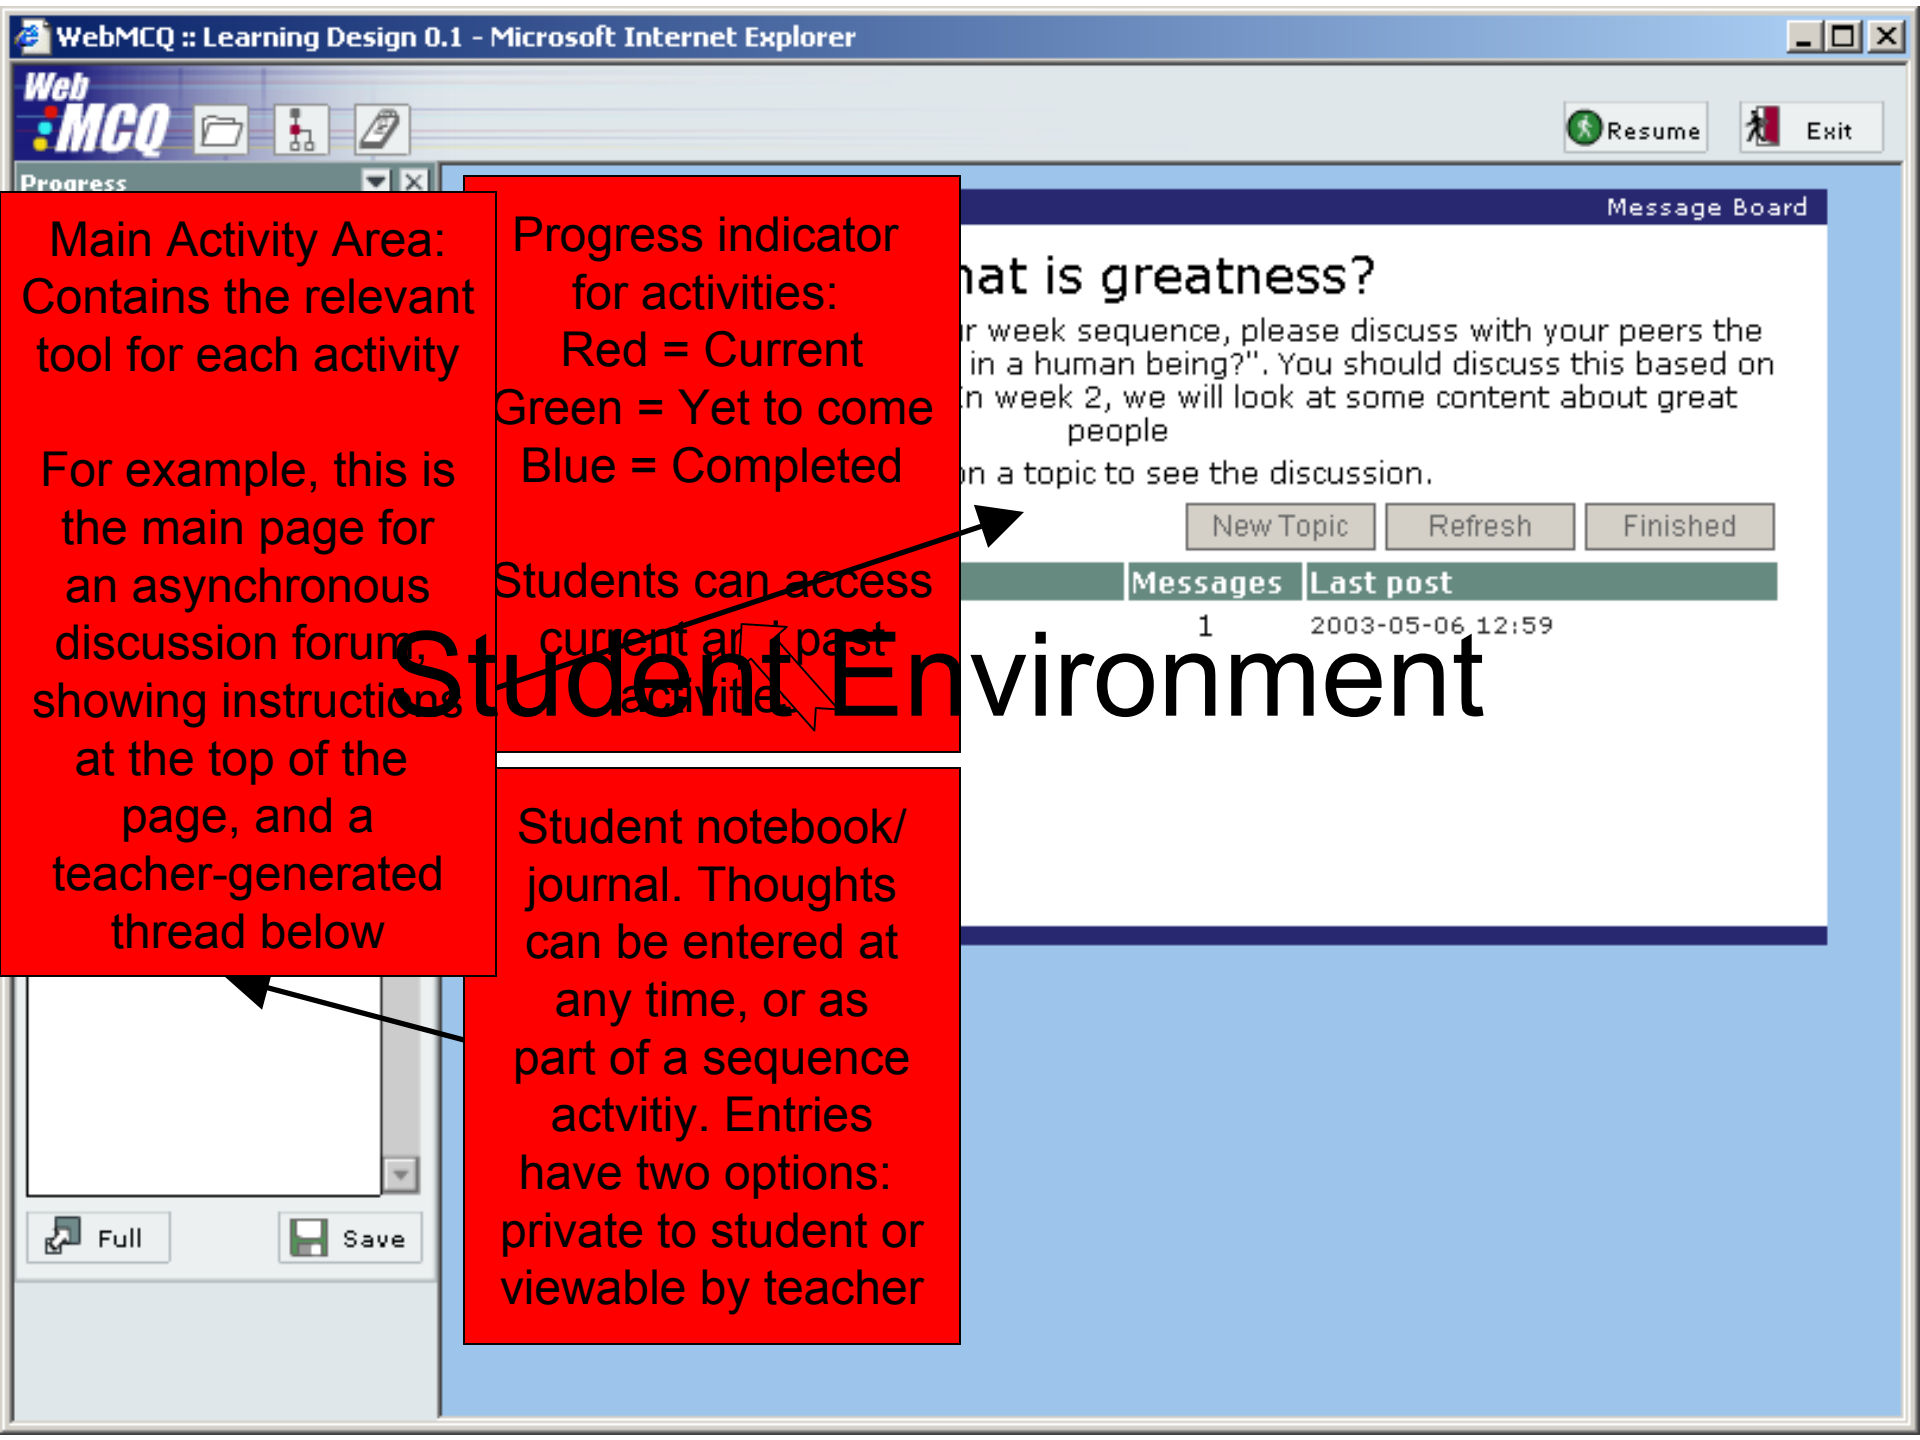 WebMCQ :: Learning Design 0.1 - Microsoft Internet Explorer
Web
MCQ
Resume
Exit
Progress
Main Activity Area:
Contains the relevant
tool for each activity
For example, this is
the main page for
an asynchronous
discussion forum,
showing instructions
at the top of the
page, and a
teacher-generated
thread below
Progress indicator
for activities:
Red = Current
Green = Yet to come
Blue = Completed
Students can access
current and past
activities
Student notebook/
journal. Thoughts
can be entered at
any time, or as
part of a sequence
actvitiy. Entries
have two options:
private to student or
viewable by teacher
Student Environment
Message Board
is greatness?
week sequence, please discuss with your peers the
in a human being?". You should discuss this based on
week 2, we will look at some content about great
people
a topic to see the discussion.
New Topic Refresh Finished
Messages Last post
1 2003-05-06 12:59
Full Save